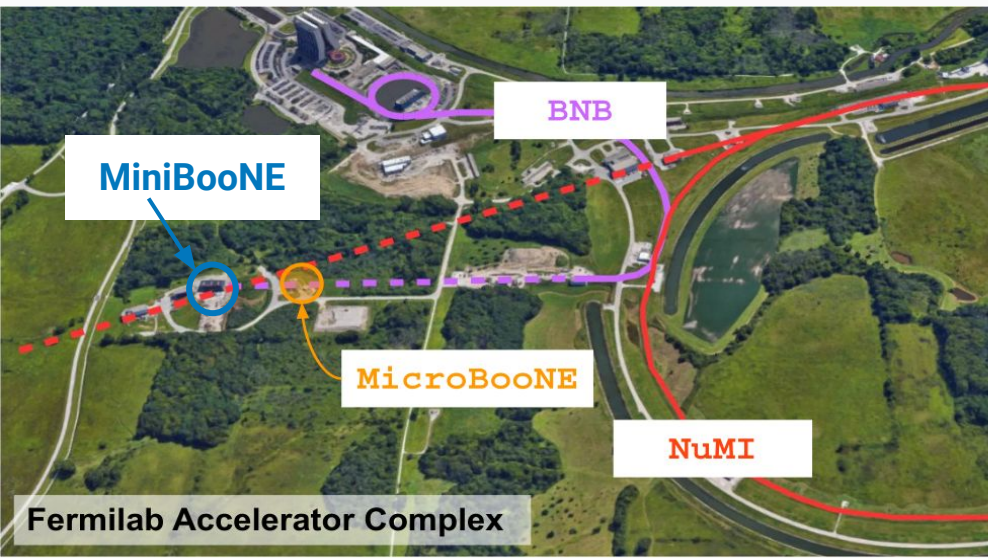 BNB
MiniBooNE
MicroBooNE
NuMI
Fermilab Accelerator Complex